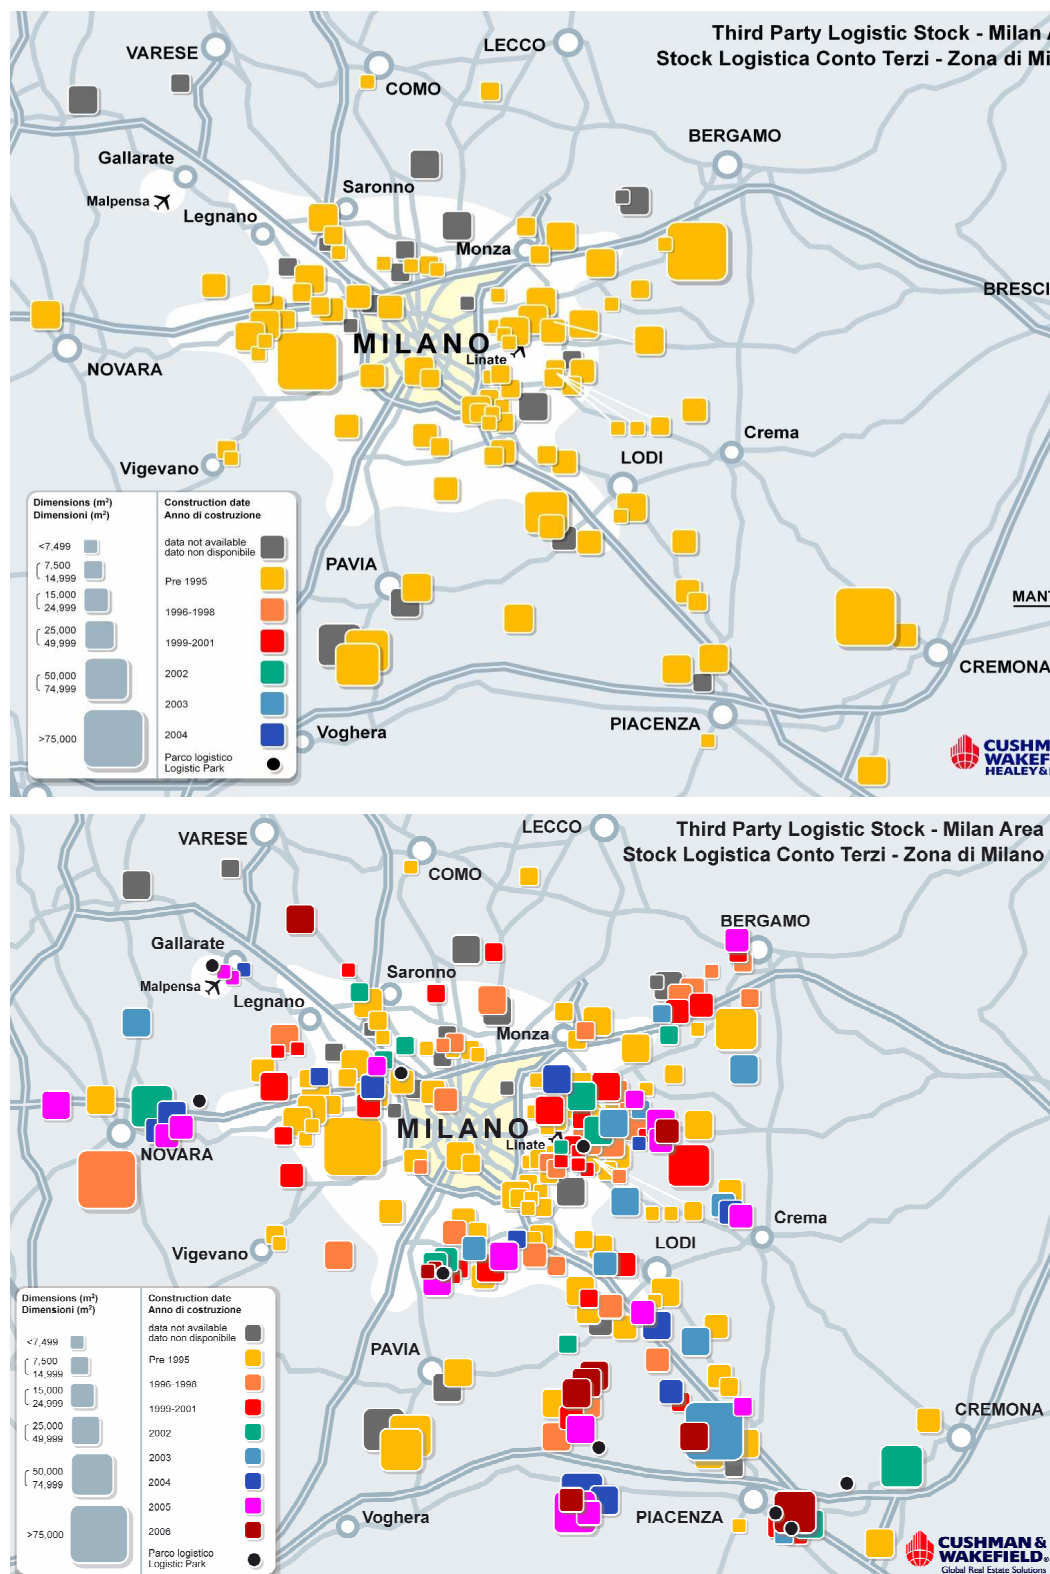 Third Party Logistic Stock - Milan A
Stock Logistica Conto Terzi - Zona di Mi
VARESE
COMO
LECCO
BERGAMO
Gallarate
Malpensa
Legnano
Saronno
Monza
BRESCI
NOVARA
MILANO
Linate
Vigevano
Crema
LODI
PAVIA
MANT
CREMONA
PIACENZA
Voghera
Dimensions (m²)
Dimensioni (m²)
<7,499
7,500
14,999
15,000
24,999
25,000
49,999
50,000
74,999
>75,000
Construction date
Anno di costruzione
data not available
dato non disponibile
Pre 1995
1996-1998
1999-2001
2002
2003
2004
Parco logistico
Logistic Park
CUSHM
WAKEF
HEALEY&
Third Party Logistic Stock - Milan Area
Stock Logistica Conto Terzi - Zona di Milano
VARESE
COMO
LECCO
BERGAMO
Gallarate
Malpensa
Legnano
Saronno
Monza
NOVARA
MILANO
Linate
Vigevano
Crema
LODI
PAVIA
CREMONA
PIACENZA
Voghera
Dimensions (m²)
Dimensioni (m²)
<7,499
7,500
14,999
15,000
24,999
25,000
49,999
50,000
74,999
>75,000
Construction date
Anno di costruzione
data not available
dato non disponibile
Pre 1995
1996-1998
1999-2001
2002
2003
2004
2005
2006
Parco logistico
Logistic Park
CUSHMAN &
WAKEFIELD®
Global Real Estate Solutions